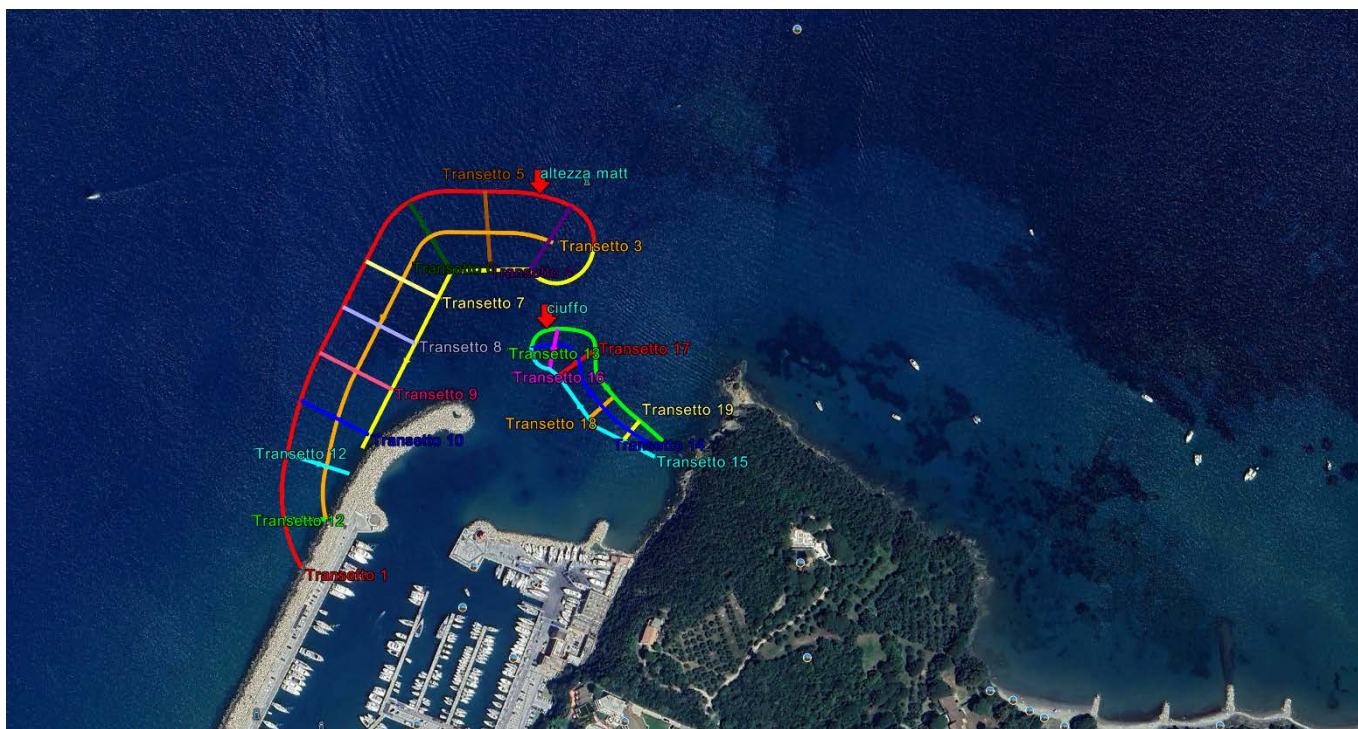 Transetto 5
altezza matt
Transetto 3
Transetto 7
ciuffo
Transetto 8
Transetto 13
Transetto 17
Transetto 16
Transetto 9
Transetto 19
Transetto 18
Transetto 10
Transetto 14
Transetto 12
Transetto 15
Transetto 12
Transetto 1